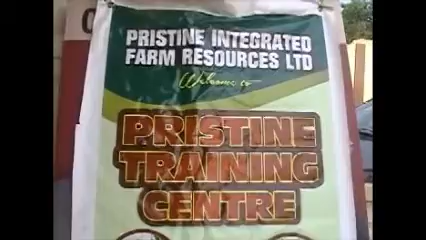 PRISTINE INTEGRATED
FARM RESOURCES LTD
Welcome to
PRISTINE
TRAINING
CENTRE